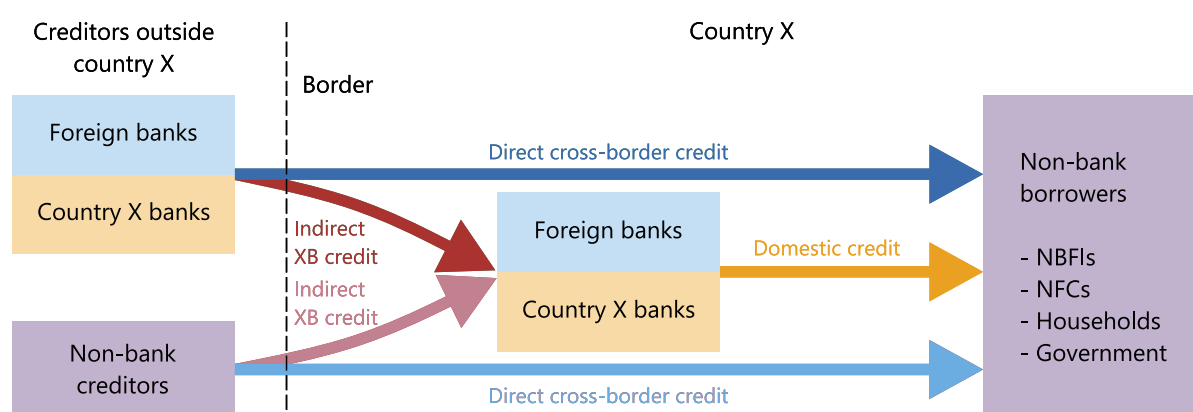 Creditors outside
country X
Country X
Border
Foreign banks
Country X banks
Direct cross-border credit
Non-bank
borrowers
Indirect
XB credit
Foreign banks
Country X banks
Domestic credit
- NBFIs
- NFCs
- Households
- Government
Indirect
XB credit
Non-bank
creditors
Direct cross-border credit